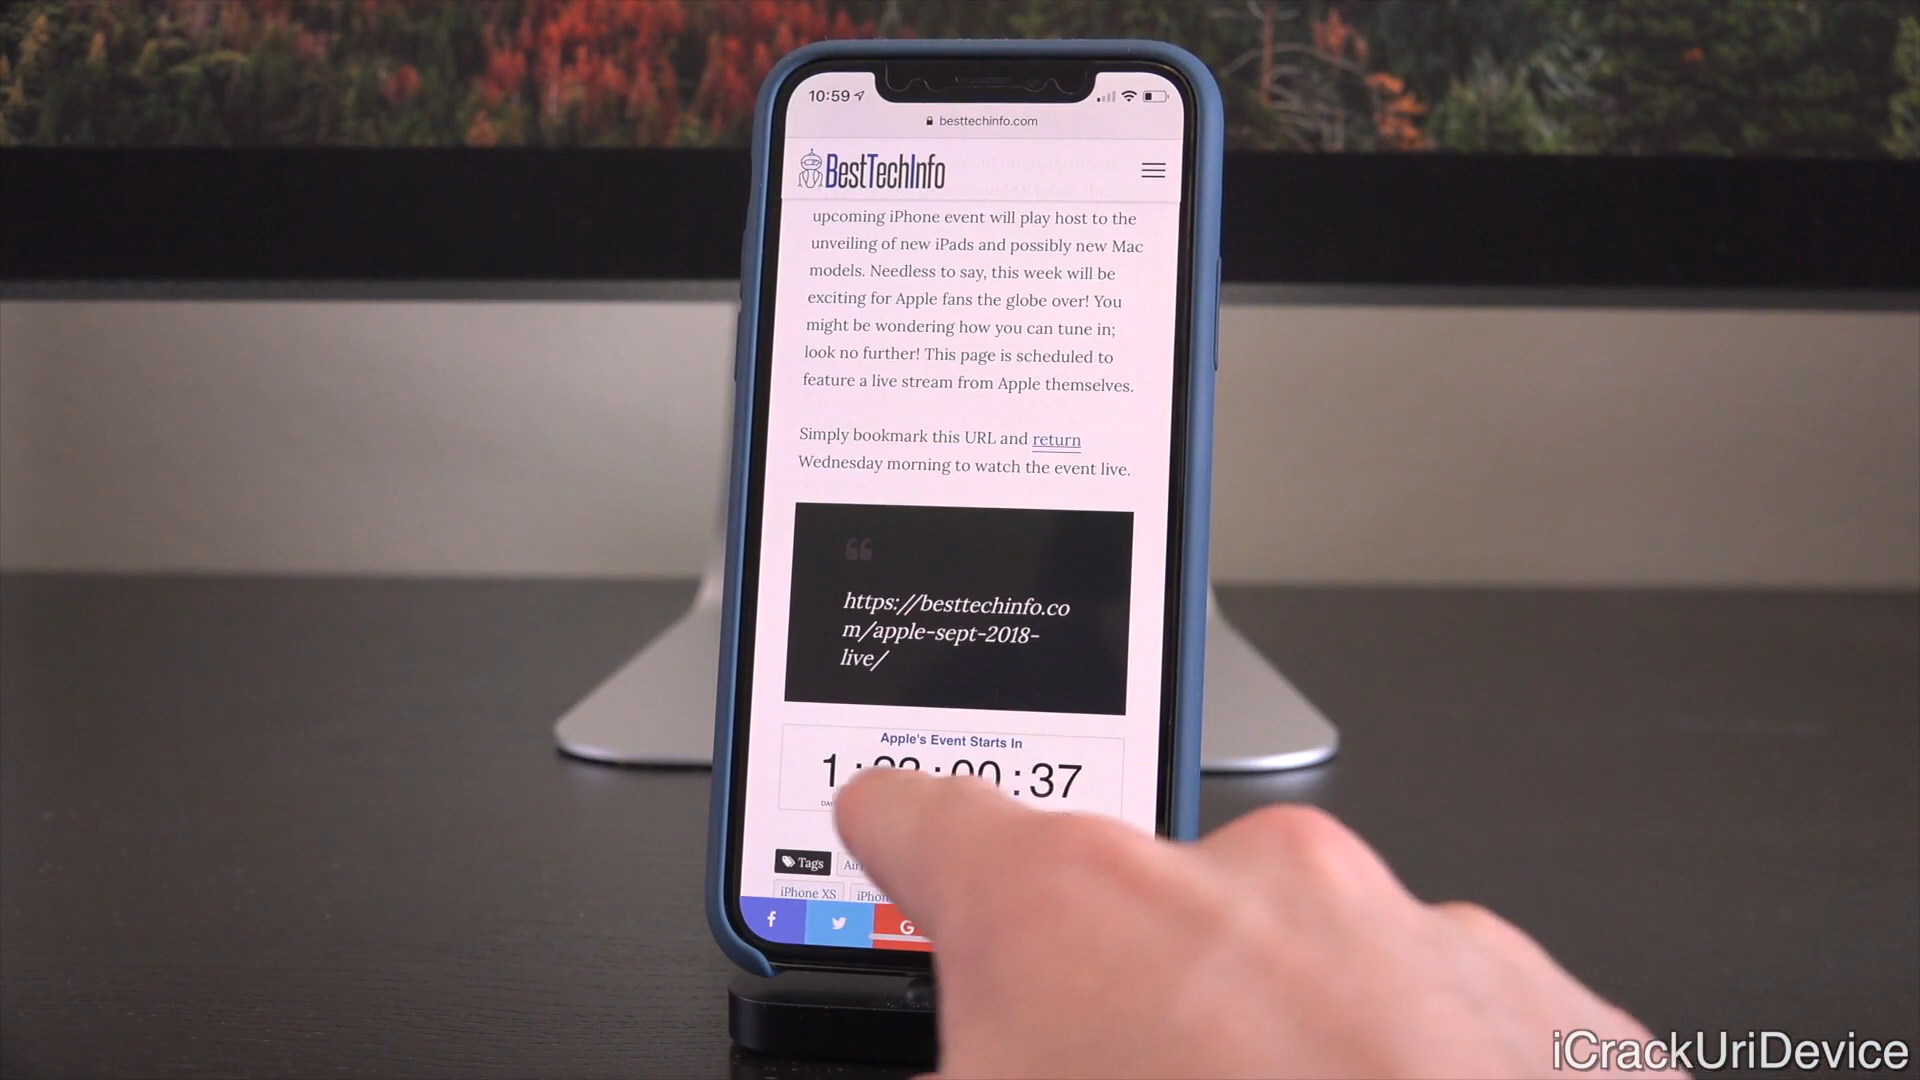 10:59
besttechinfo.com
BestTechInfo
upcoming iPhone event will play host to the
unveiling of new iPads and possibly new Mac
models. Needless to say, this week will be
exciting for Apple fans the globe over! You
might be wondering how you can tune in;
look no further! This page is scheduled to
feature a live stream from Apple themselves.
Simply bookmark this URL and return
Wednesday morning to watch the event live.
https://besttechinfo.co
m/apple-sept-2018-
live/
Apple's Event Starts In
1 : 22 : 00 : 37
Tags
iPhone XS
iCrackUriDevice